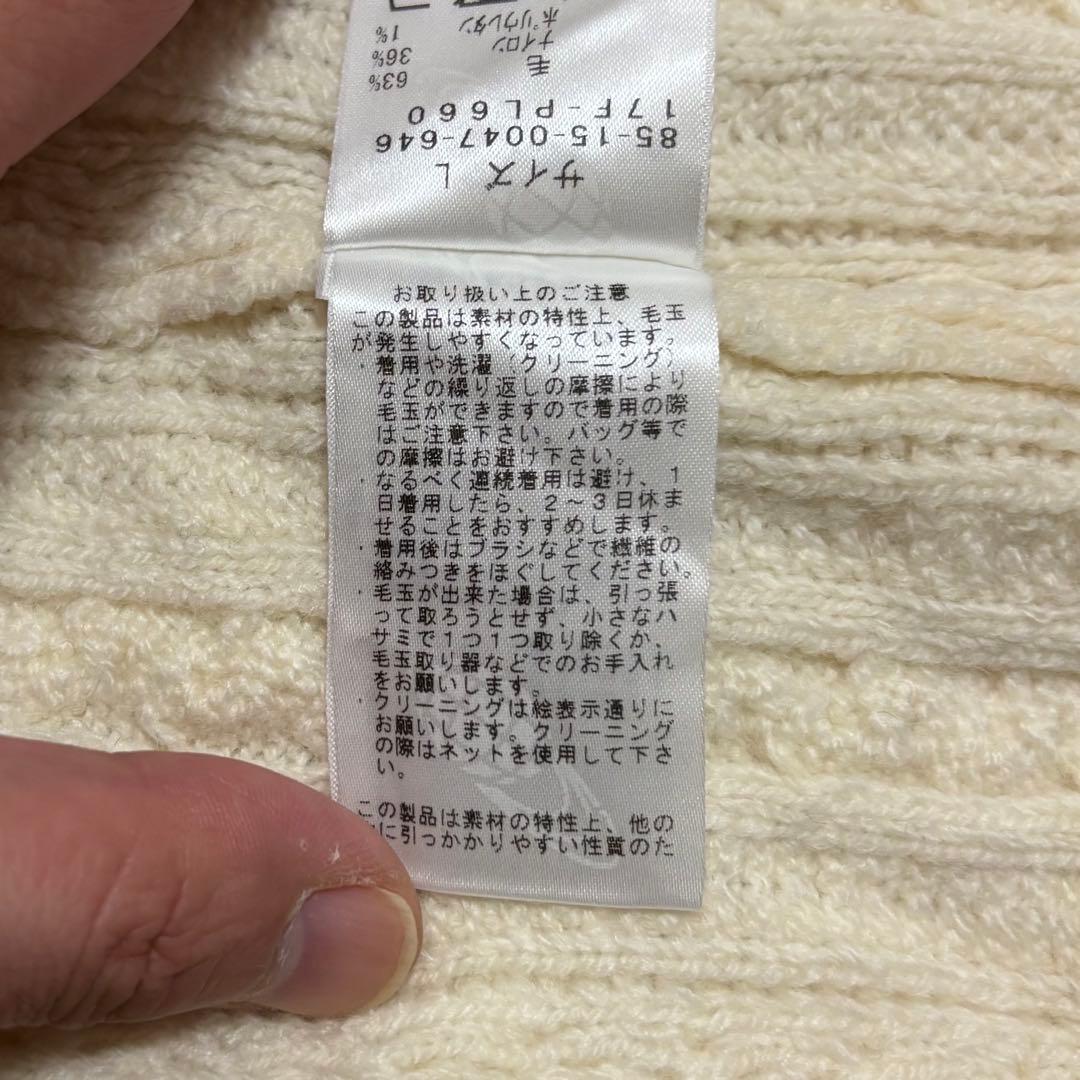 サイズ L
85-15-0047-646
17F-PL660
毛 63%
ナイロン 36%
ポリウレタン 1%
お取り扱い上のご注意
この製品は素材の特性上、毛玉
が発生しやすくなっています。
・着用や洗濯(クリーニング)
などの繰り返しの摩擦により
毛玉ができますので着用の際
はご注意下さい。バッグ等で
の摩擦はお避け下さい。
・なるべく連続着用は避け、1
日着用したら、2~3日休ま
せることをおすすめします。
・着用後はブラシなどで繊維の
絡みつきをほぐしてください。
・毛玉が出来た場合は、引っ張
って取ろうとせず、小さなハ
サミで1つ1つ取り除くか、
毛玉取り器などでのお手入れ
をお願いします。
・クリーニングは絵表示通りに
お願いします。クリーニング
の際はネットを使用して下さ
い。
この製品は素材の特性上、他の
に引っかかりやすい性質のた